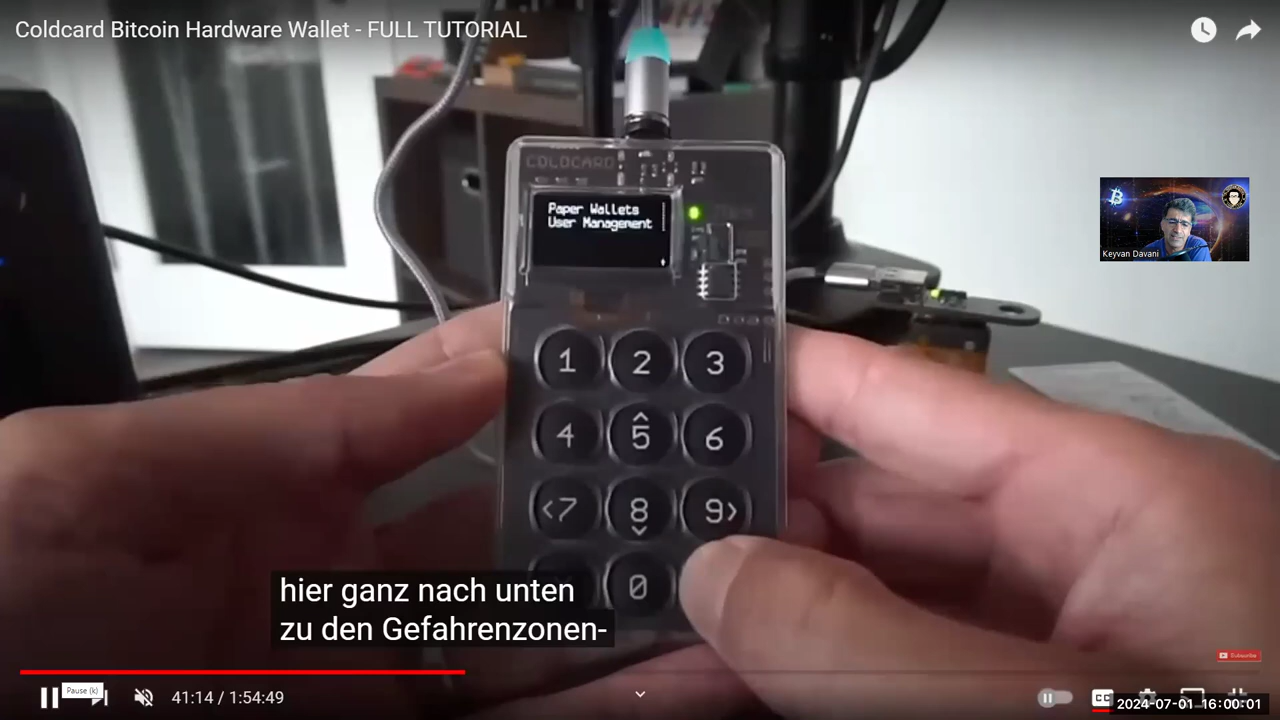 Coldcard Bitcoin Hardware Wallet - FULL TUTORIAL
COLDCARD
Paper Wallets
User Management
Keyvan Davani
1 2 3
4 5 6
<7 8 9>
0
hier ganz nach unten
zu den Gefahrenzonen-
Subscribe
Pause (k)
41:14 / 1:54:49
CC
2024-07-01 16:00:01